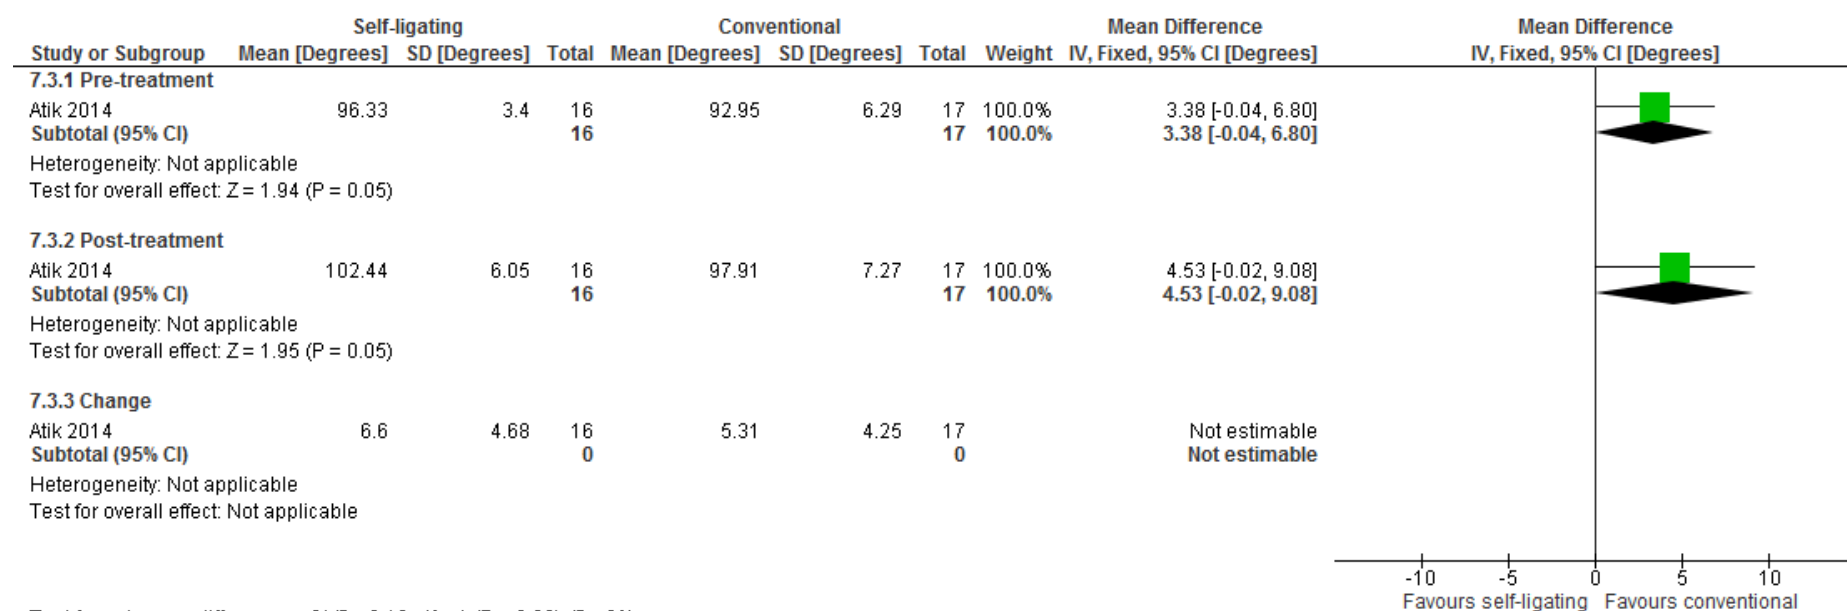 Self-ligating Conventional Mean Difference Mean Difference
Study or Subgroup Mean [Degrees] SD [Degrees] Total Mean [Degrees] SD [Degrees] Total Weight IV, Fixed, 95% CI [Degrees] IV, Fixed, 95% CI [Degrees]
7.3.1 Pre-treatment
Atik 2014 96.33 3.4 16 92.95 6.29 17 100.0% 3.38 [-0.04, 6.80]
Subtotal (95% CI) 16 17 100.0% 3.38 [-0.04, 6.80]
Heterogeneity: Not applicable
Test for overall effect: Z = 1.94 (P = 0.05)
7.3.2 Post-treatment
Atik 2014 102.44 6.05 16 97.91 7.27 17 100.0% 4.53 [-0.02, 9.08]
Subtotal (95% CI) 16 17 100.0% 4.53 [-0.02, 9.08]
Heterogeneity: Not applicable
Test for overall effect: Z = 1.95 (P = 0.05)
7.3.3 Change
Atik 2014 6.6 4.68 16 5.31 4.25 17 Not estimable
Subtotal (95% CI) 0 0 Not estimable
Heterogeneity: Not applicable
Test for overall effect: Not applicable
-10 -5 0 5 10
Favours self-ligating Favours conventional